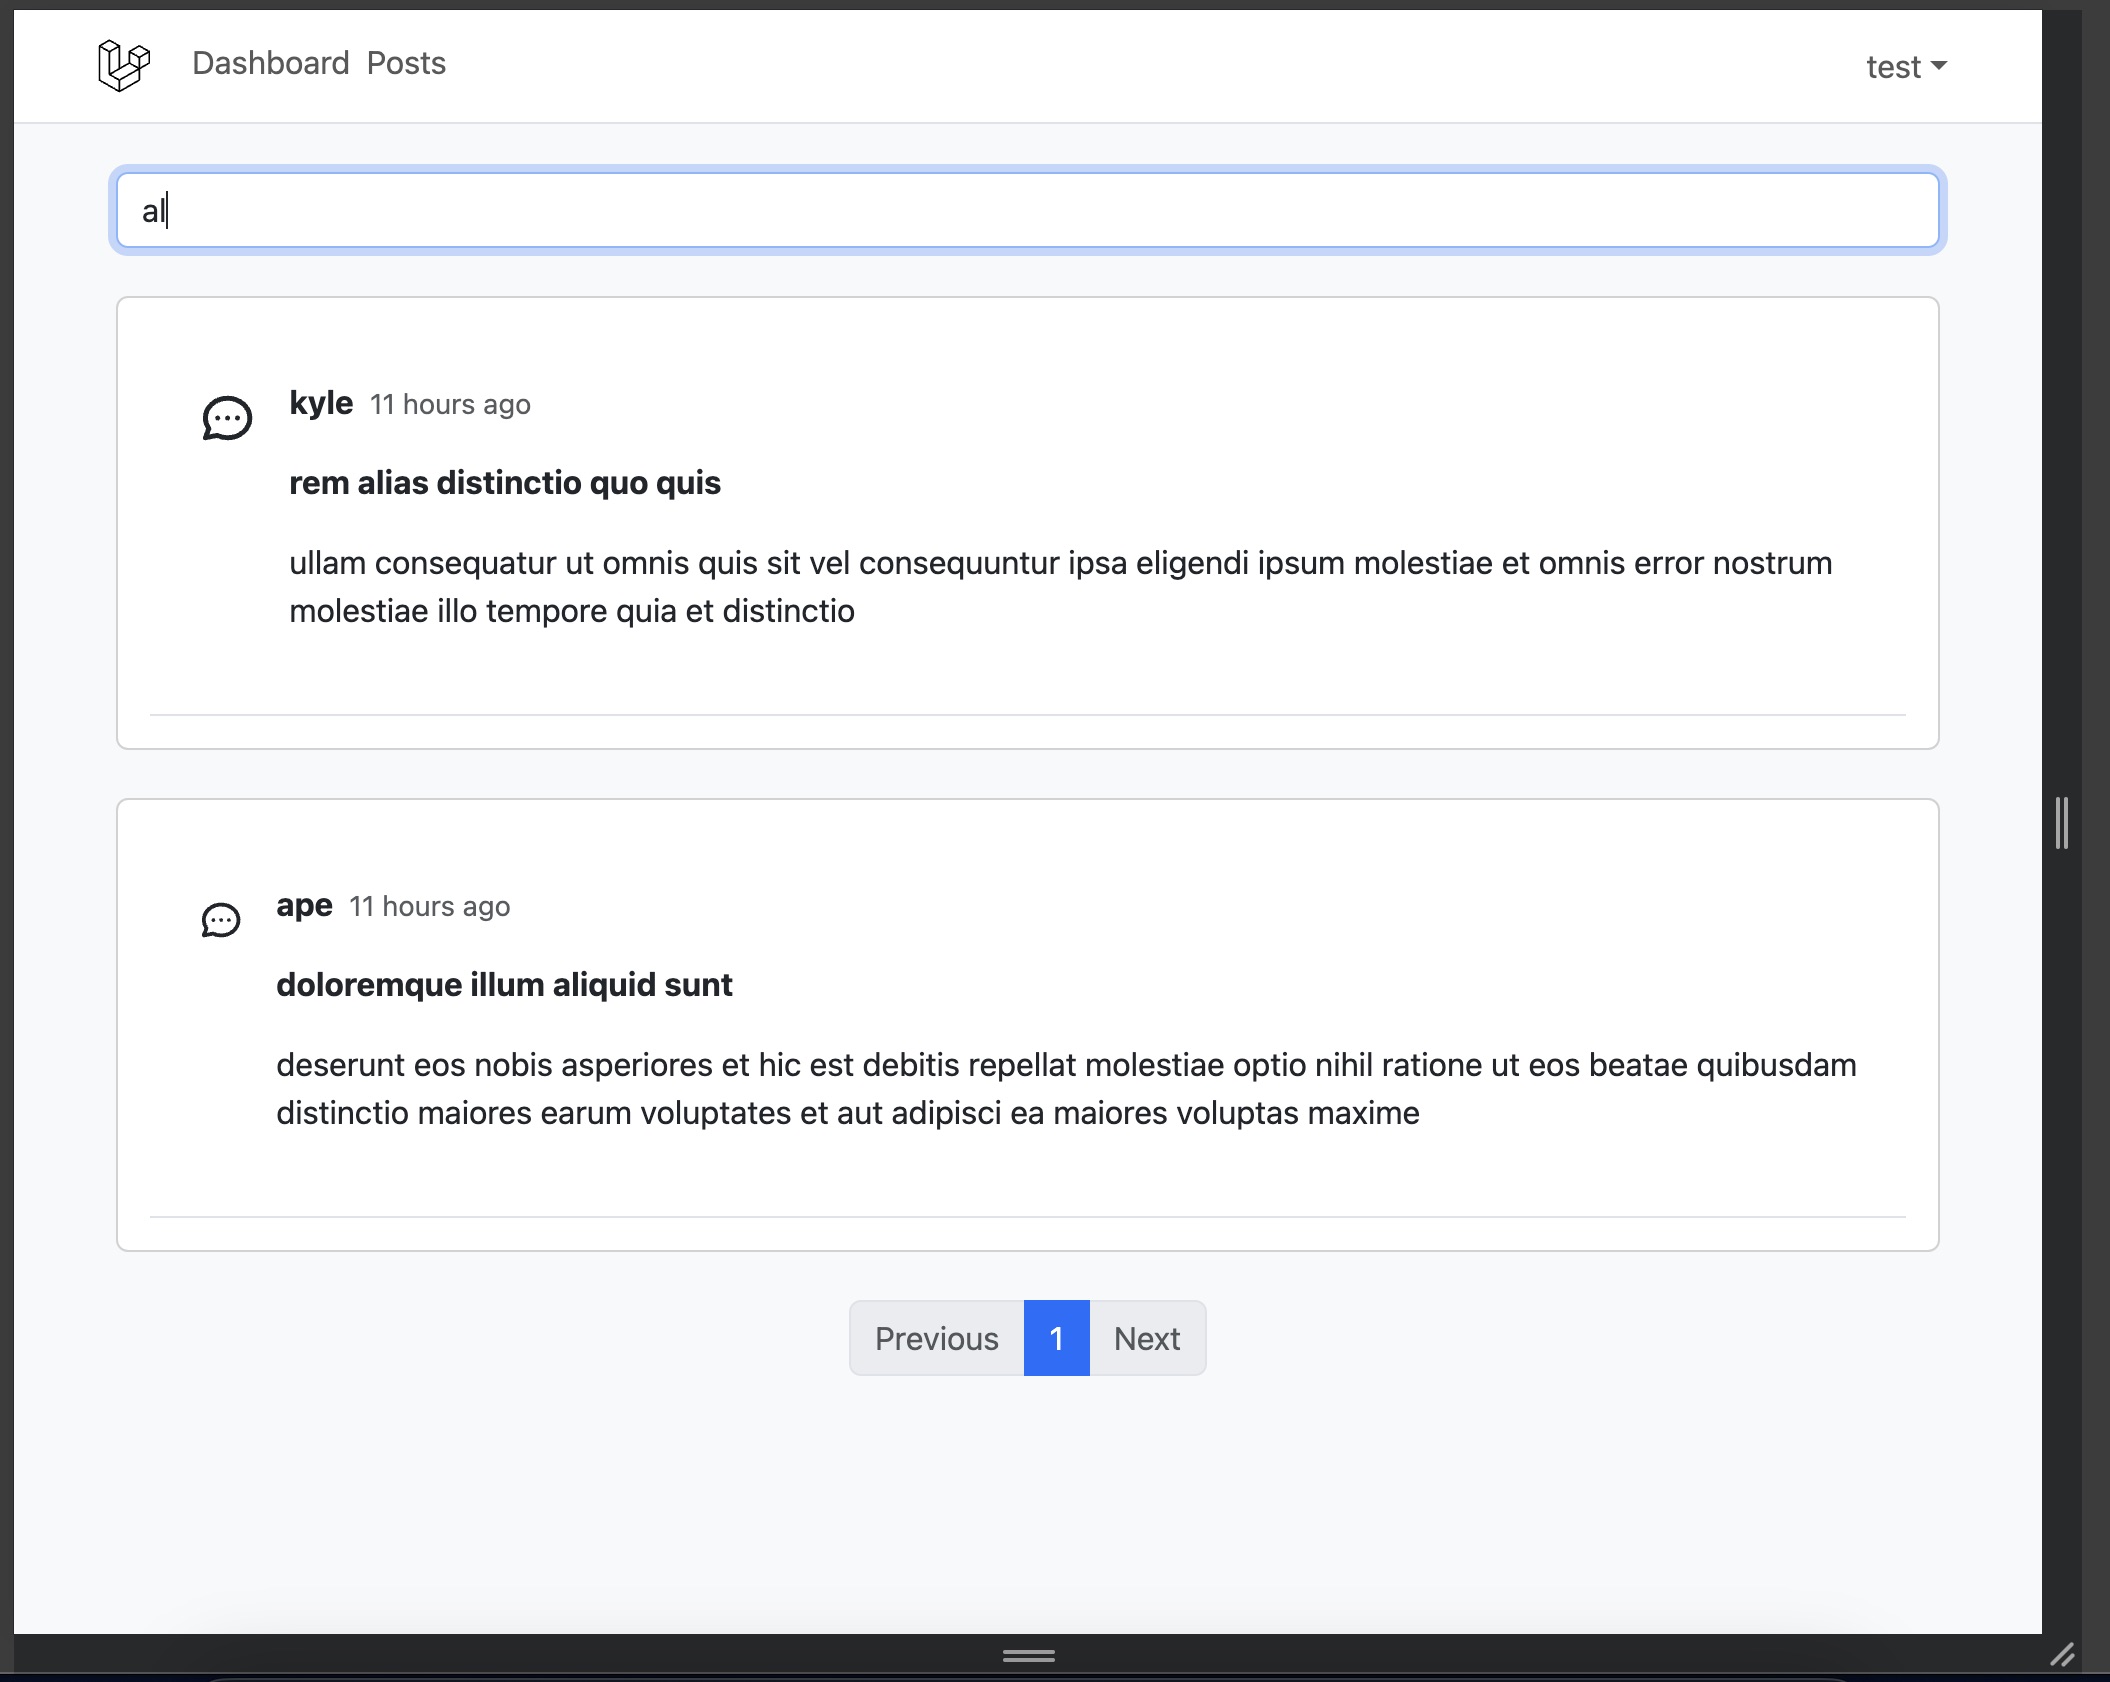 Dashboard Posts
test
al
kyle 11 hours ago
rem alias distinctio quo quis
ullam consequatur ut omnis quis sit vel consequuntur ipsa eligendi ipsum molestiae et omnis error nostrum
molestiae illo tempore quia et distinctio
ape 11 hours ago
doloremque illum aliquid sunt
deserunt eos nobis asperiores et hic est debitis repellat molestiae optio nihil ratione ut eos beatae quibusdam
distinctio maiores earum voluptates et aut adipisci ea maiores voluptas maxime
Previous 1 Next